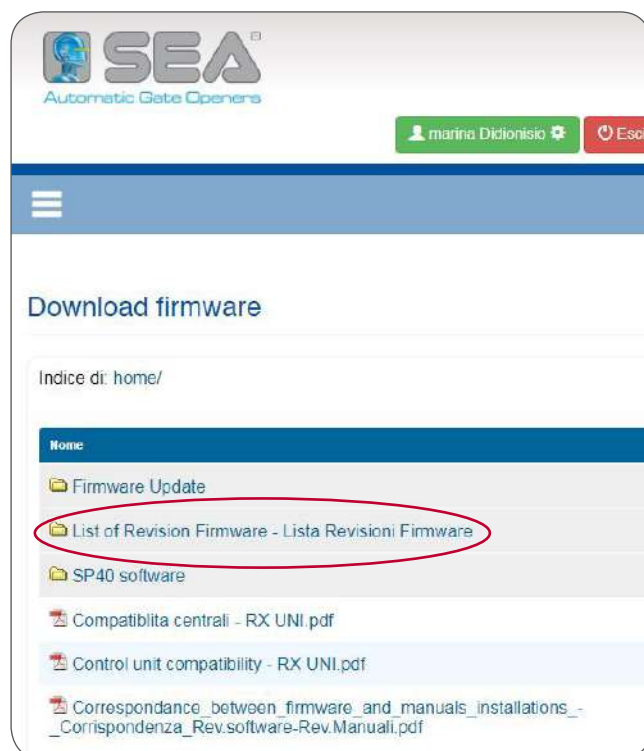 SEA®
Automatic Gate Openers
marina Didionisio Esci
Download firmware
Indice di: home/
Nome
Firmware Update
List of Revision Firmware - Lista Revisioni Firmware
SP40 software
Compatiblita centrali - RX UNI.pdf
Control unit compatibility - RX UNI.pdf
Correspondance_between_firmware_and_manuals_installations_-
_Corrispondenza_Rev.software-Rev.Manuali.pdf